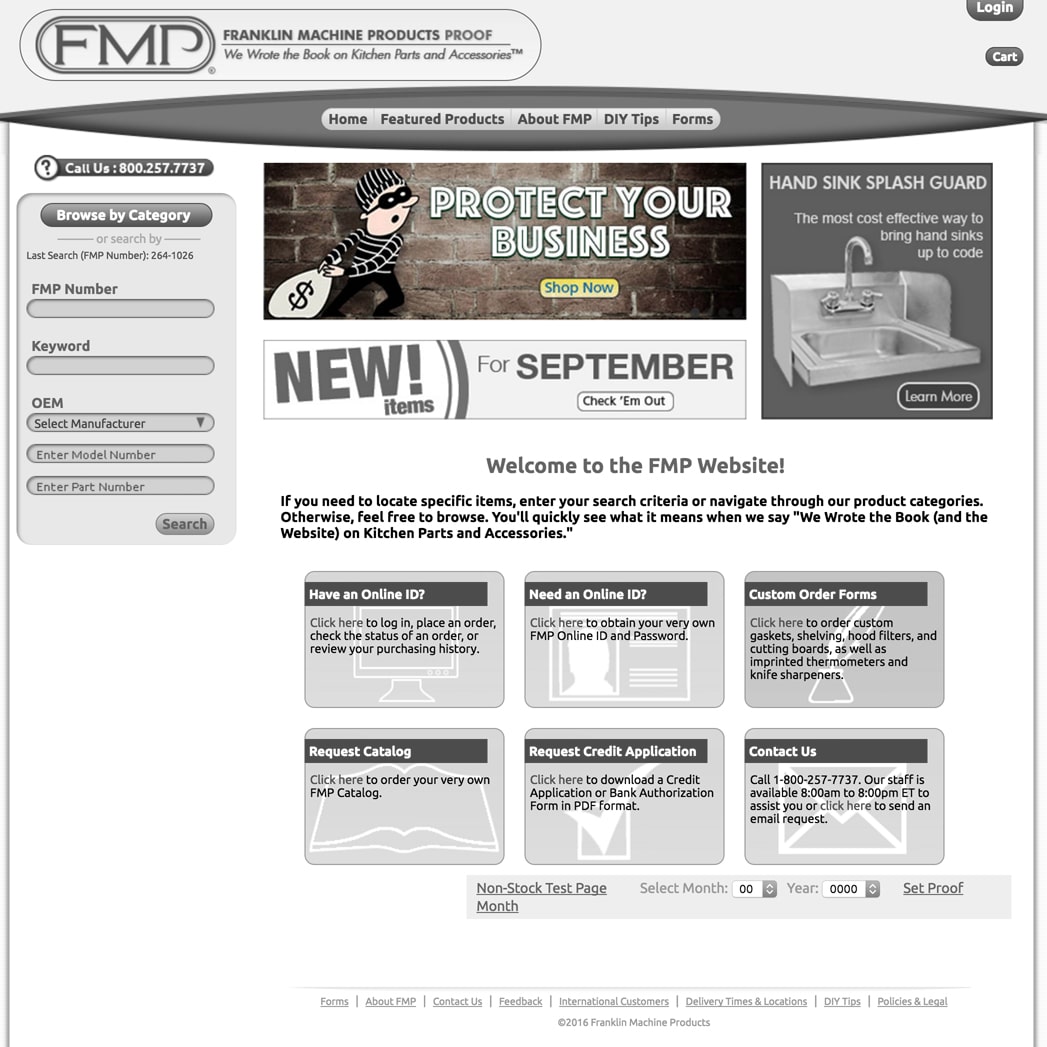 Login
FMP®
FRANKLIN MACHINE PRODUCTS PROOF
We Wrote the Book on Kitchen Parts and Accessories™
Cart
Home Featured Products About FMP DIY Tips Forms
? Call Us : 800.257.7737
Browse by Category
or search by
Last Search (FMP Number): 264-1026
FMP Number
Keyword
OEM
Select Manufacturer
Enter Model Number
Enter Part Number
Search
PROTECT YOUR
BUSINESS
$
Shop Now
NEW!
items
For SEPTEMBER
Check 'Em Out
HAND SINK SPLASH GUARD
The most cost effective way to
bring hand sinks
up to code
Learn More
Welcome to the FMP Website!
If you need to locate specific items, enter your search criteria or navigate through our product categories.
Otherwise, feel free to browse. You'll quickly see what it means when we say "We Wrote the Book (and the
Website) on Kitchen Parts and Accessories."
Have an Online ID?
Click here to log in, place an order,
check the status of an order, or
review your purchasing history.
Need an Online ID?
Click here to obtain your very own
FMP Online ID and Password.
Custom Order Forms
Click here to order custom
gaskets, shelving, hood filters, and
cutting boards, as well as
imprinted thermometers and
knife sharpeners.
Request Catalog
Click here to order your very own
FMP Catalog.
Request Credit Application
Click here to download a Credit
Application or Bank Authorization
Form in PDF format.
Contact Us
Call 1-800-257-7737. Our staff is
available 8:00am to 8:00pm ET to
assist you or click here to send an
email request.
Non-Stock Test Page Select Month: 00 Year: 0000 Set Proof
Month
Forms | About FMP | Contact Us | Feedback | International Customers | Delivery Times & Locations | DIY Tips | Policies & Legal
©2016 Franklin Machine Products